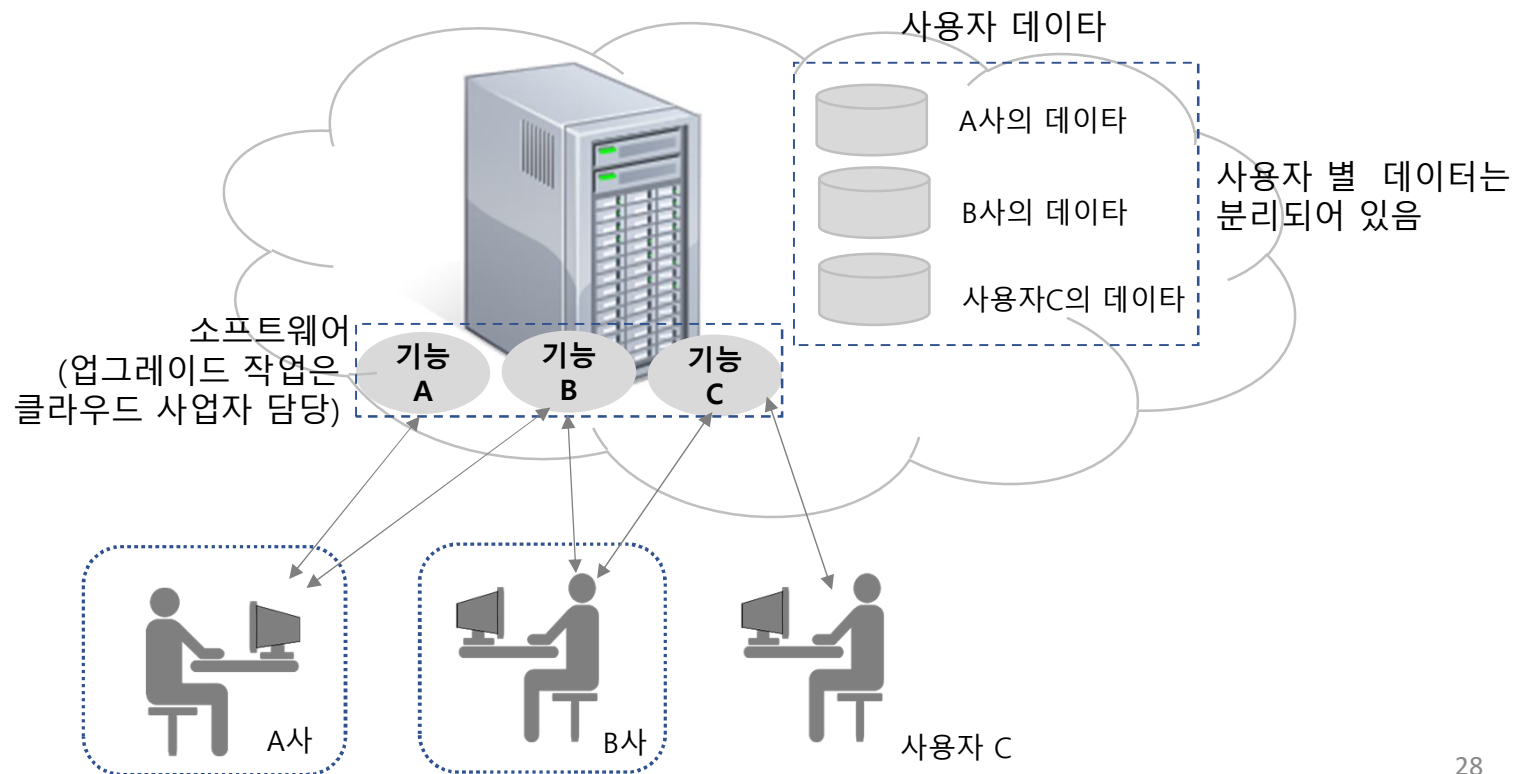 사용자 데이타
A사의 데이타
B사의 데이타
사용자C의 데이타
사용자 별 데이터는
분리되어 있음
소프트웨어
(업그레이드 작업은
클라우드 사업자 담당)
기능
A
기능
B
기능
C
A사
B사
사용자 C
28